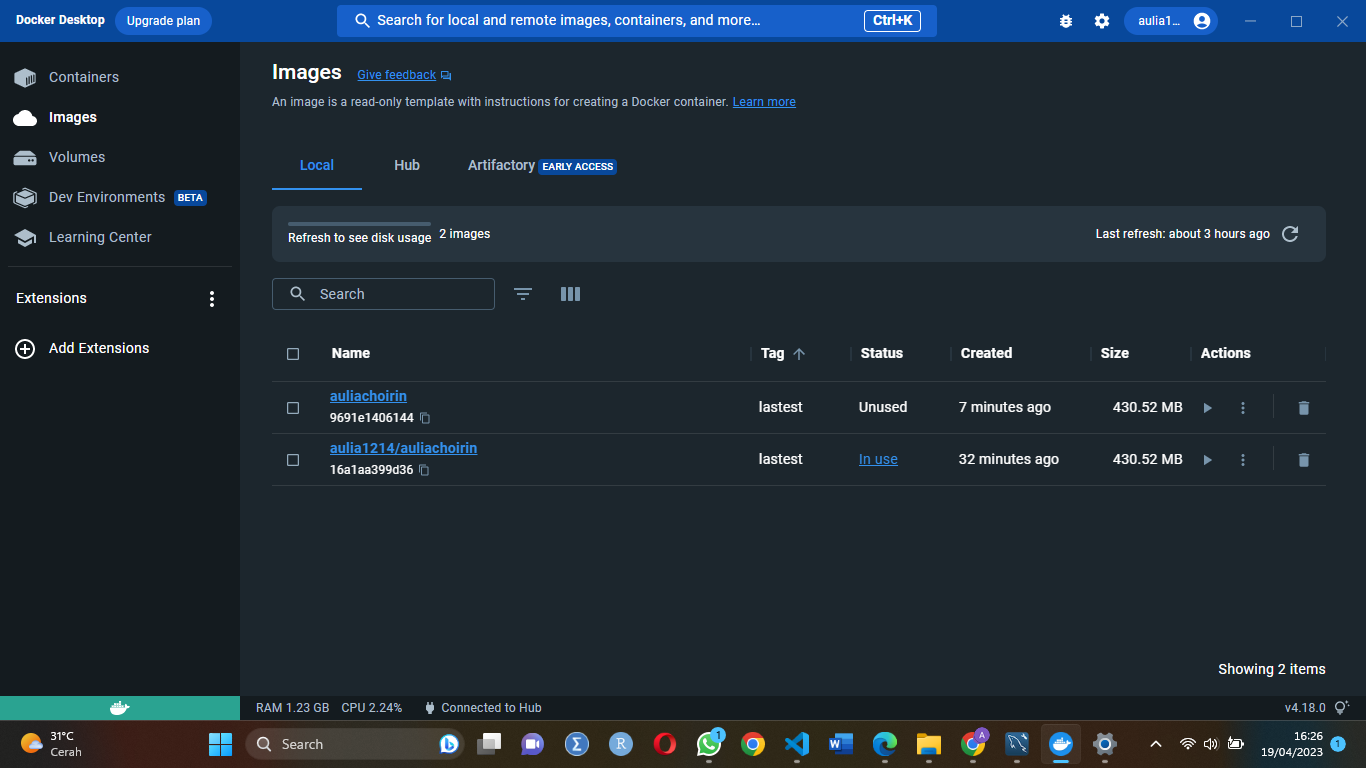 Docker Desktop Upgrade plan Search for local and remote images, containers, and more... Ctrl+K aulia1...
Containers
Images
Volumes
Dev Environments BETA
Learning Center
Extensions
Add Extensions
Images Give feedback
An image is a read-only template with instructions for creating a Docker container. Learn more
Local Hub Artifactory EARLY ACCESS
Refresh to see disk usage 2 images Last refresh: about 3 hours ago
Search
Name Tag Status Created Size Actions
auliachoirin
9691e1406144
lastest Unused 7 minutes ago 430.52 MB
aulia1214/auliachoirin
16a1aa399d36
lastest In use 32 minutes ago 430.52 MB
Showing 2 items
RAM 1.23 GB CPU 2.24% Connected to Hub v4.18.0
31°C
Cerah
Search
1
A
16:26
19/04/2023
1